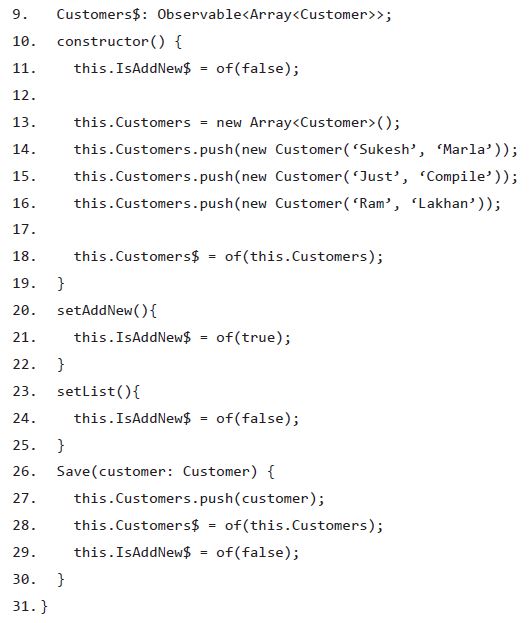 9. Customers$: Observable<Array<Customer>>;
10. constructor() {
11. this.IsAddNew$ = of(false);
12.
13. this.Customers = new Array<Customer>();
14. this.Customers.push(new Customer(‘Sukesh’, ‘Marla’));
15. this.Customers.push(new Customer(‘Just’, ‘Compile’));
16. this.Customers.push(new Customer(‘Ram’, ‘Lakhan’));
17.
18. this.Customers$ = of(this.Customers);
19. }
20. setAddNew(){
21. this.IsAddNew$ = of(true);
22. }
23. setList(){
24. this.IsAddNew$ = of(false);
25. }
26. Save(customer: Customer) {
27. this.Customers.push(customer);
28. this.Customers$ = of(this.Customers);
29. this.IsAddNew$ = of(false);
30. }
31. }